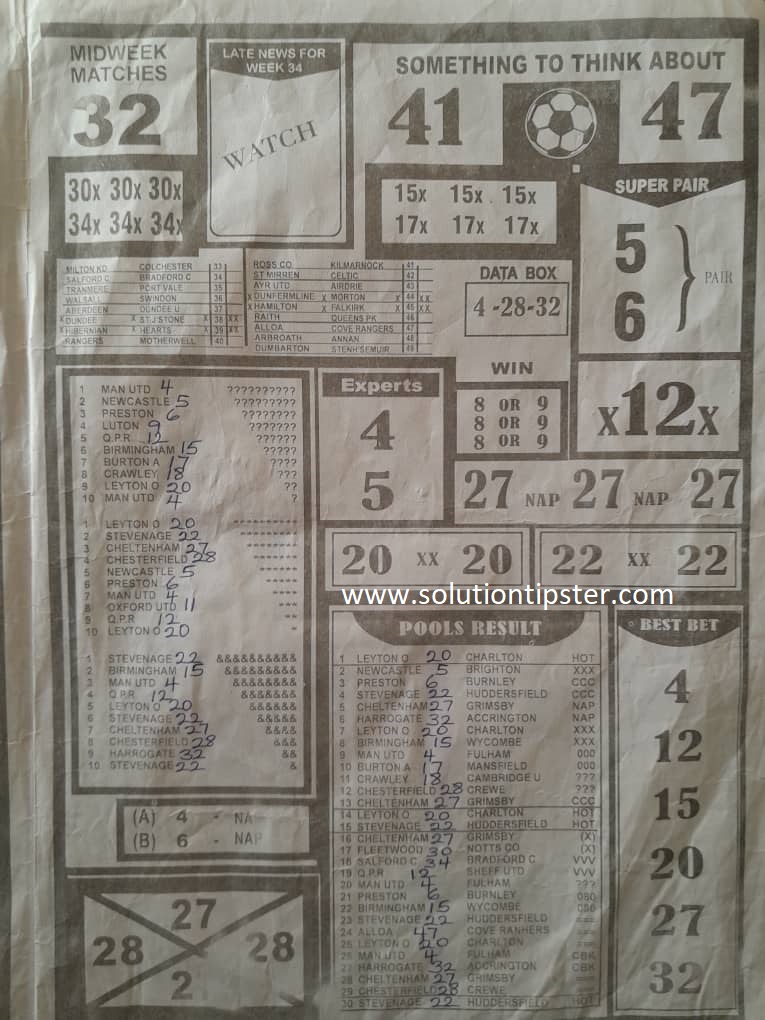 MIDWEEK
MATCHES
32
LATE NEWS FOR
WEEK 34
WATCH
SOMETHING TO THINK ABOUT
41 47
30x 30x 30x
34x 34x 34x
15x 15x 15x
17x 17x 17x
SUPER PAIR
5
6
PAIR
MILTON KD COLCHESTER 33
SALFORD C BRADFORD C 34
TRANMERE PORT VALE 35
WALSALL SWINDON 36
ABERDEEN DUNDEE U 37
X DUNDEE X ST J'STONE X 38 XX
X HIBERNIAN X HEARTS X 39 XX
RANGERS MOTHERWELL 40
ROSS CO KILMARNOCK 41
ST MIRREN CELTIC 42
AYR UTD AIRDRIE 43
X DUNFERMLINE X MORTON X 44 XX
X HAMILTON X FALKIRK X 45 XX
RAITH QUEENS PK 46
ALLOA COVE RANGERS 47
ARBROATH ANNAN 48
DUMBARTON STENH'SEMUIR 49
DATA BOX
4 -28-32
WIN
8 OR 9
8 OR 9
8 OR 9
x12x
Experts
4
5
27 NAP 27 NAP 27
20 xx 20
22 xx 22
www.solutiontipster.com
1 MAN UTD 4 ??????????
2 NEWCASTLE 5 ?????????
3 PRESTON 6 ????????
4 LUTON 9 ???????
5 Q.P.R 12 ??????
6 BIRMINGHAM 15 ?????
7 BURTON A 17 ????
8 CRAWLEY 18 ???
9 LEYTON O 20 ??
10 MAN UTD 4 ?
1 LEYTON O 20 **********
2 STEVENAGE 22 *********
3 CHELTENHAM 27 ********
4 CHESTERFIELD 28 *******
5 NEWCASTLE 5 ******
6 PRESTON 6 *****
7 MAN UTD 4 ****
8 OXFORD UTD 11 ***
9 Q.P.R 12 **
10 LEYTON O 20 *
1 STEVENAGE 22 &&&&&&&&&&
2 BIRMINGHAM 15 &&&&&&&&&
3 MAN UTD 4 &&&&&&&&
4 Q.P.R 12 &&&&&&&
5 LEYTON O 20 &&&&&&
6 STEVENAGE 22 &&&&&
7 CHELTENHAM 27 &&&&
8 CHESTERFIELD 28 &&&
9 HARROGATE 32 &&
10 STEVENAGE 22 &
(A) 4 - NA
(B) 6 - NAP
27
28 28
2
POOLS RESULT
1 LEYTON O 20 CHARLTON HOT
2 NEWCASTLE 5 BRIGHTON XXX
3 PRESTON 6 BURNLEY CCC
4 STEVENAGE 22 HUDDERSFIELD CCC
5 CHELTENHAM 27 GRIMSBY NAP
6 HARROGATE 32 ACCRINGTON NAP
7 LEYTON O 20 CHARLTON XXX
8 BIRMINGHAM 15 WYCOMBE XXX
9 MAN UTD 4 FULHAM 000
10 BURTON A 17 MANSFIELD 000
11 CRAWLEY 18 CAMBRIDGE U ???
12 CHESTERFIELD 28 CREWE ???
13 CHELTENHAM 27 GRIMSBY CCC
14 LEYTON O 20 CHARLTON HOT
15 STEVENAGE 22 HUDDERSFIELD HOT
16 CHELTENHAM 27 GRIMSBY (X)
17 FLEETWOOD 30 NOTTS CO (X)
18 SALFORD C 34 BRADFORD C VVV
19 Q.P.R 12 SHEFF UTD VVV
20 MAN UTD 4 FULHAM ???
21 PRESTON 6 BURNLEY 080
22 BIRMINGHAM 15 WYCOMBE 080
23 STEVENAGE 22 HUDDERSFIELD ===
24 ALLOA 47 COVE RANHERS ===
25 LEYTON O 20 CHARLTON ===
26 MAN UTD 4 FULHAM CBK
27 HARROGATE 32 ACCRINGTON CBK
28 CHELTENHAM 27 GRIMSBY ===
29 CHESTERFIELD 28 CREWE ===
30 STEVENAGE 22 HUDDERSFIELD HOT
BEST BET
4
12
15
20
27
32